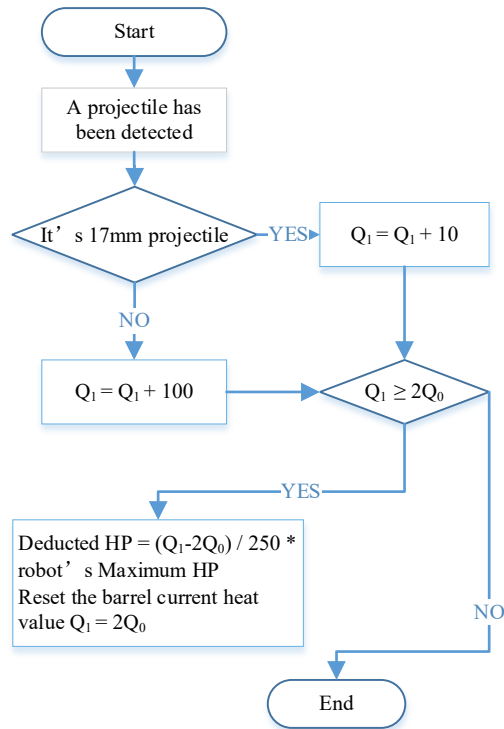 Start
A projectile has
been detected
It’ s 17mm projectile
YES
Q₁ = Q₁ + 10
NO
Q₁ = Q₁ + 100
Q₁ ≥ 2Q₀
YES
Deducted HP = (Q₁-2Q₀) / 250 *
robot’ s Maximum HP
Reset the barrel current heat
value Q₁ = 2Q₀
NO
End